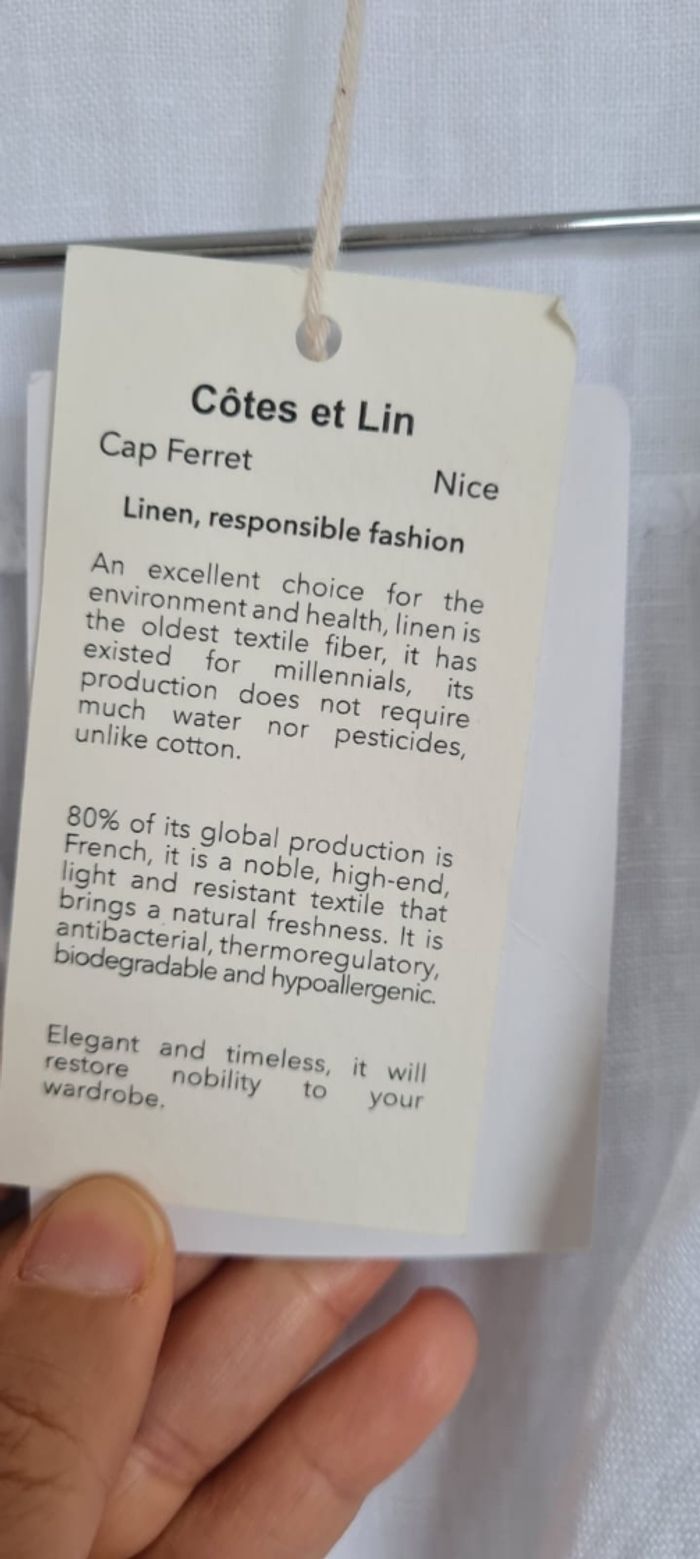 Côtes et Lin
Cap Ferret
Nice
Linen, responsible fashion
An excellent choice for the
environment and health, linen is
the oldest textile fiber, it has
existed for millennials, its
production does not require
much water nor pesticides,
unlike cotton.
80% of its global production is
French, it is a noble, high-end,
light and resistant textile that
brings a natural freshness. It is
antibacterial, thermoregulatory,
biodegradable and hypoallergenic.
Elegant and timeless, it will
restore nobility to your
wardrobe.